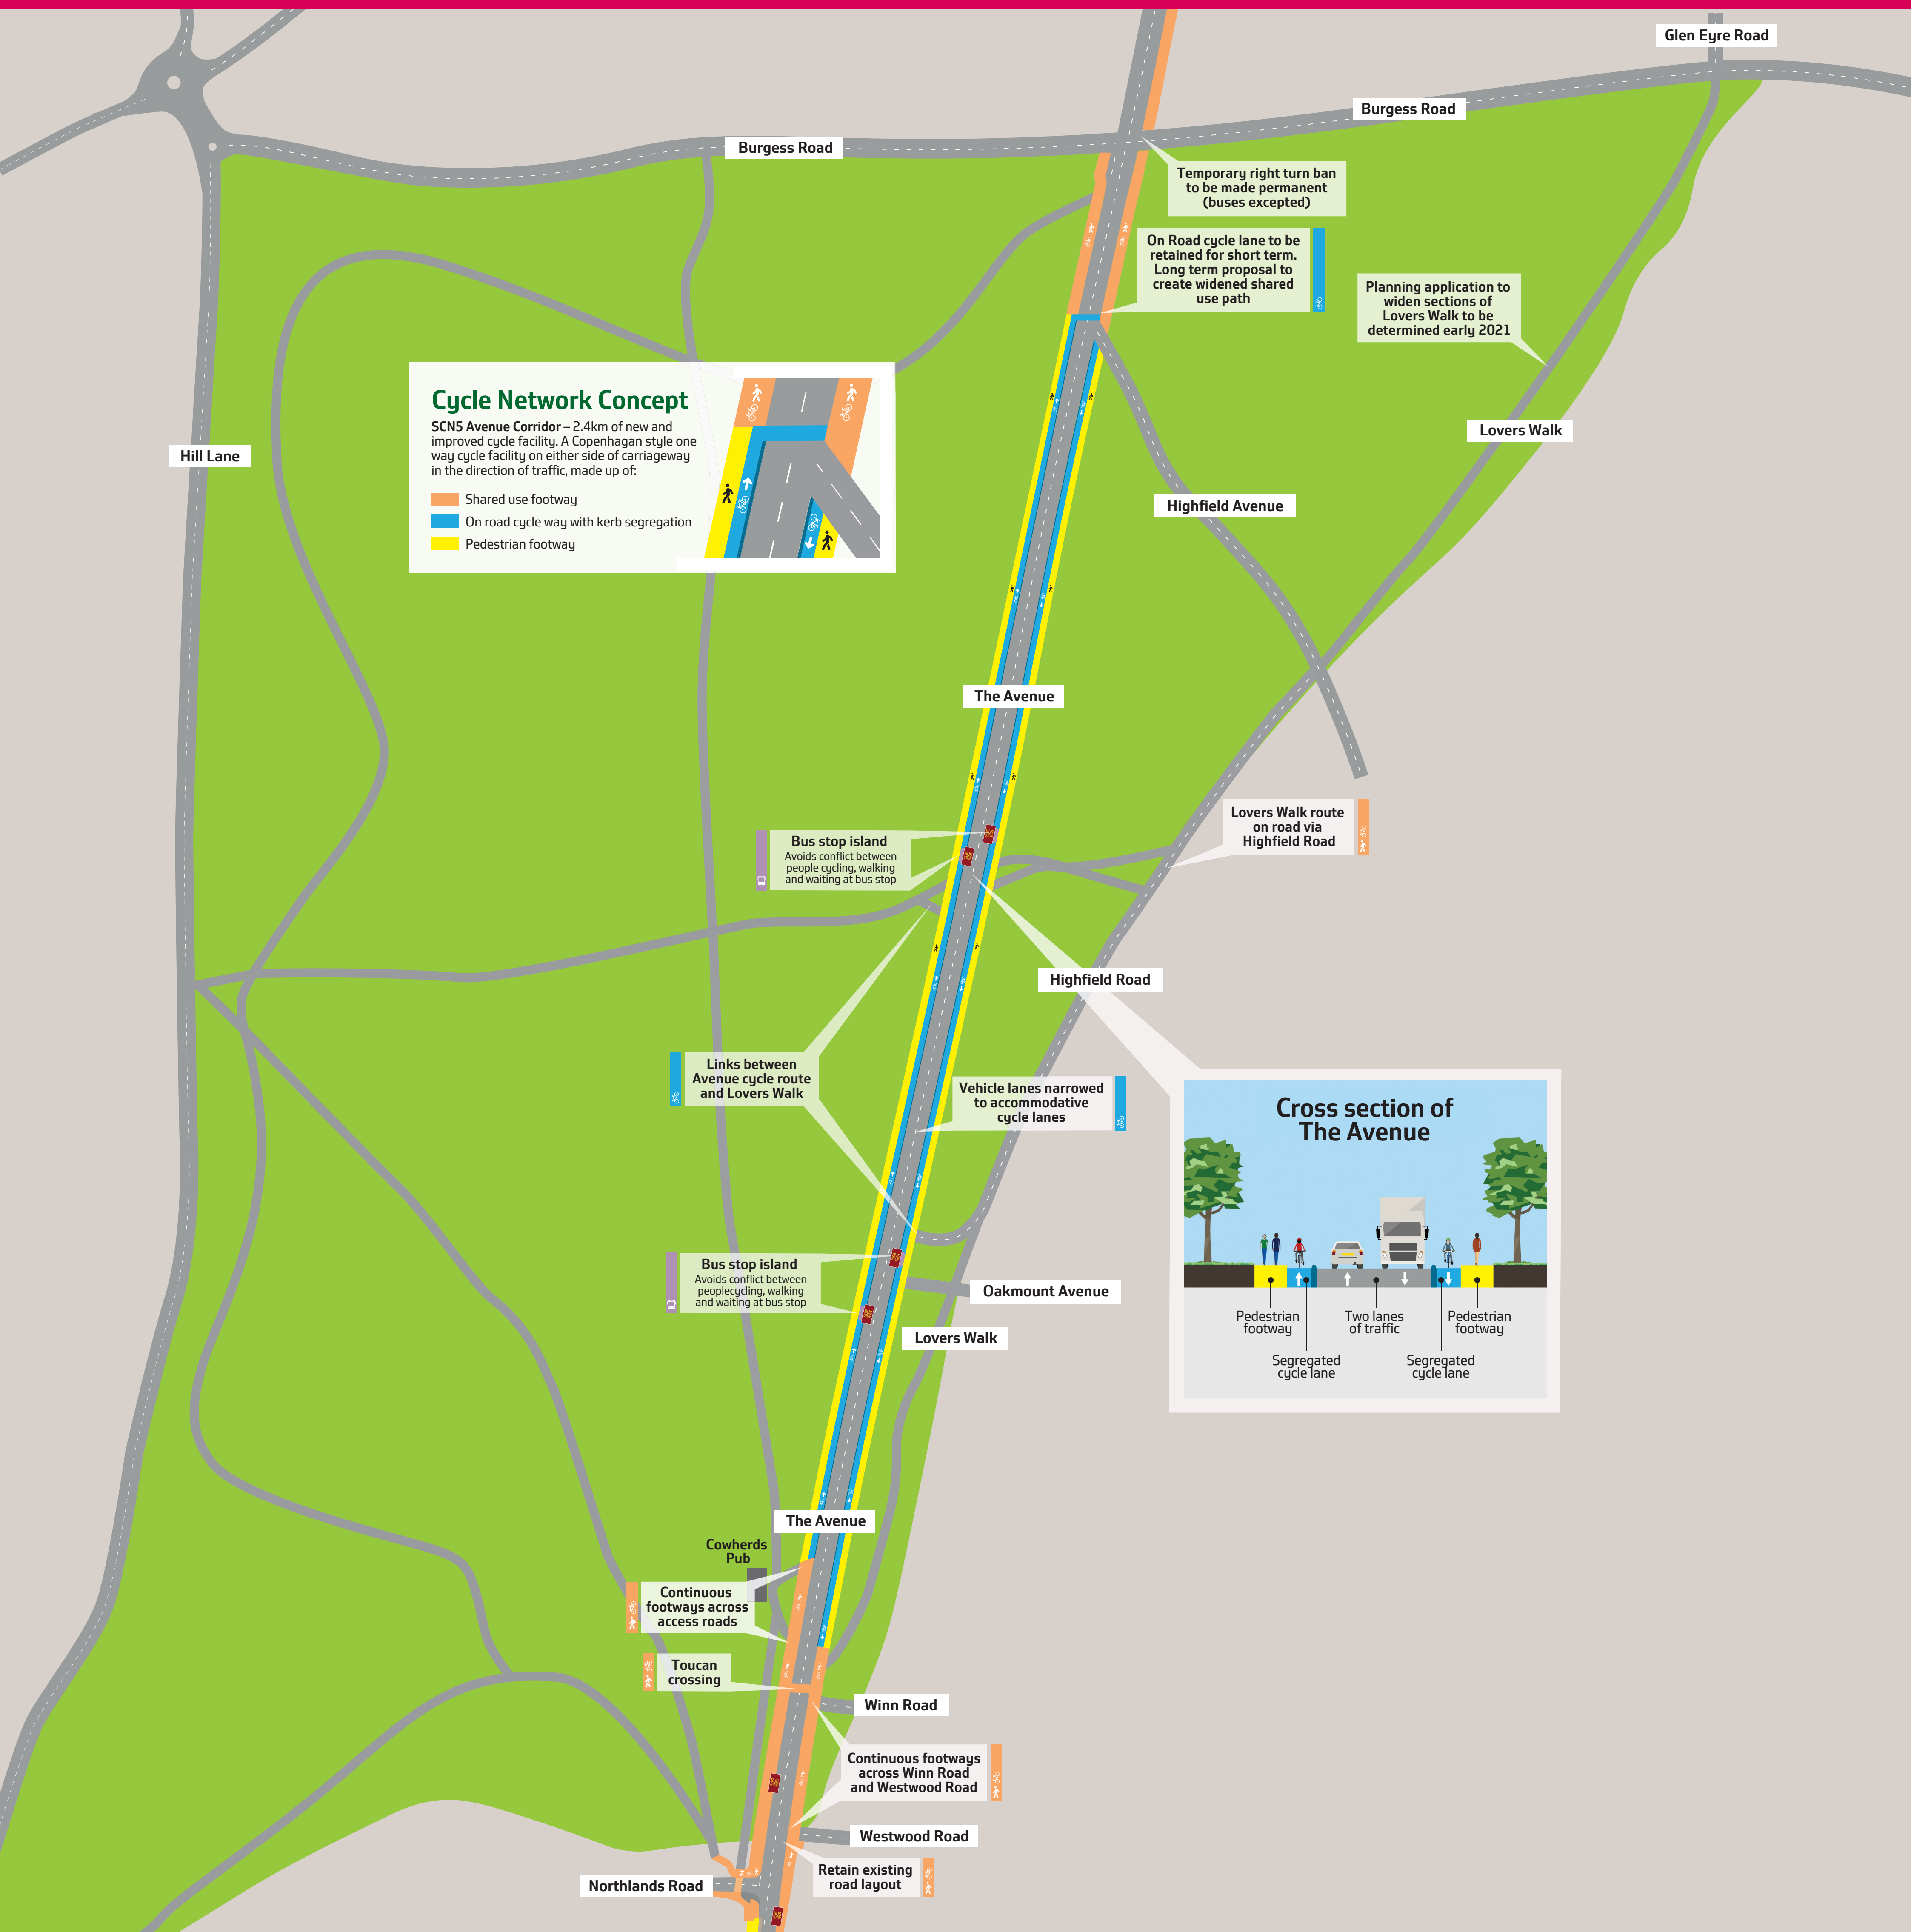 Glen Eyre Road
Burgess Road
Burgess Road
Temporary right turn ban
to be made permanent
(buses excepted)
On Road cycle lane to be
retained for short term.
Long term proposal to
create widened shared
use path
Planning application to
widen sections of
Lovers Walk to be
determined early 2021
Cycle Network Concept
SCN5 Avenue Corridor – 2.4km of new and
improved cycle facility. A Copenhagan style one
way cycle facility on either side of carriageway
in the direction of traffic, made up of:
Shared use footway
On road cycle way with kerb segregation
Pedestrian footway
Hill Lane
Lovers Walk
Highfield Avenue
The Avenue
Lovers Walk route
on road via
Highfield Road
Bus stop island
Avoids conflict between
people cycling, walking
and waiting at bus stop
Highfield Road
Links between
Avenue cycle route
and Lovers Walk
Vehicle lanes narrowed
to accommodative
cycle lanes
Cross section of
The Avenue
Pedestrian
footway
Two lanes
of traffic
Pedestrian
footway
Segregated
cycle lane
Segregated
cycle lane
Bus stop island
Avoids conflict between
peoplecycling, walking
and waiting at bus stop
Oakmount Avenue
Lovers Walk
The Avenue
Cowherds
Pub
Continuous
footways across
access roads
Toucan
crossing
Winn Road
Continuous footways
across Winn Road
and Westwood Road
Westwood Road
Retain existing
road layout
Northlands Road